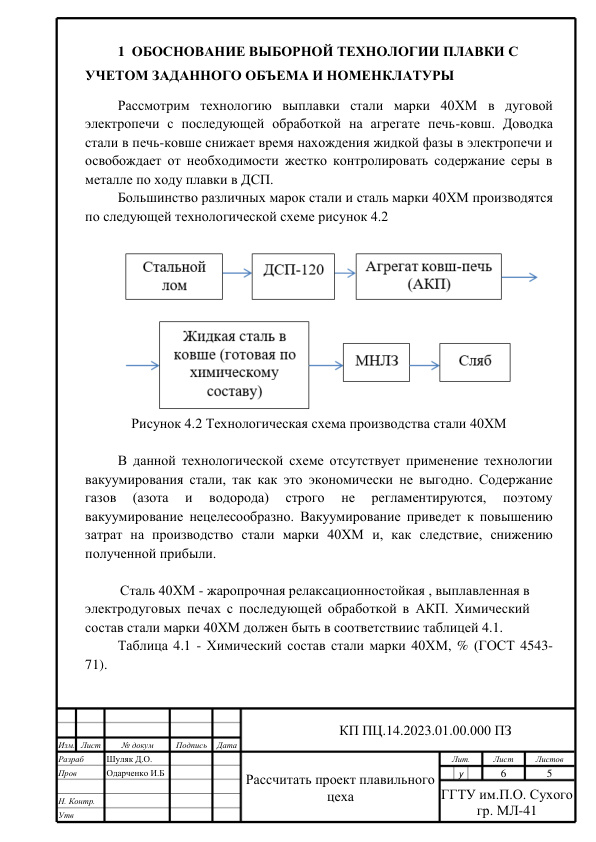 1 ОБОСНОВАНИЕ ВЫБОРНОЙ ТЕХНОЛОГИИ ПЛАВКИ С
УЧЕТОМ ЗАДАННОГО ОБЪЕМА И НОМЕНКЛАТУРЫ
Рассмотрим технологию выплавки стали марки 40ХМ в дуговой
электропечи с последующей обработкой на агрегате печь-ковш. Доводка
стали в печь-ковше снижает время нахождения жидкой фазы в электропечи и
освобождает от необходимости жестко контролировать содержание серы в
металле по ходу плавки в ДСП.
Большинство различных марок стали и сталь марки 40ХМ производятся
по следующей технологической схеме рисунок 4.2
Стальной
лом
ДСП-120
Агрегат ковш-печь
(АКП)
Жидкая сталь в
ковше (готовая по
химическому
составу)
МНЛЗ
Сляб
Рисунок 4.2 Технологическая схема производства стали 40ХМ
В данной технологической схеме отсутствует применение технологии
вакуумирования стали, так как это экономически не выгодно. Содержание
газов (азота и водорода) строго не регламентируются, поэтому
вакуумирование нецелесообразно. Вакуумирование приведет к повышению
затрат на производство стали марки 40ХМ и, как следствие, снижению
полученной прибыли.
Сталь 40ХМ - жаропрочная релаксационностойкая , выплавленная в
электродуговых печах с последующей обработкой в АКП. Химический
состав стали марки 40ХМ должен быть в соответствиис таблицей 4.1.
Таблица 4.1 - Химический состав стали марки 40ХМ, % (ГОСТ 4543-
71).
КП ПЦ.14.2023.01.00.000 ПЗ
Изм. Лист № докум Подпись Дата
Разраб Шуляк Д.О.
Пров Одарченко И.Б
Н. Контр.
Утв
Рассчитать проект плавильного
цеха
Лит. Лист Листов
у 6 5
ГГТУ им.П.О. Сухого
гр. МЛ-41